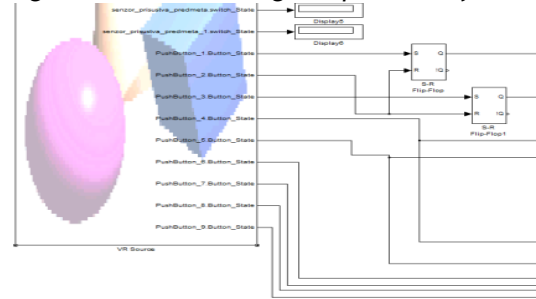 senzor_prisustva_predmeta.switch_State
Display5
senzor_prisustva_predmeta_1.switch_State
Display6
PushButton_1.Button_State
S Q
PushButton_2.Button_State
R !Q
S-R
Flip-Flop
PushButton_3.Button_State
S Q
PushButton_4.Button_State
R !Q
S-R
Flip-Flop1
PushButton_5.Button_State
PushButton_6.Button_State
PushButton_7.Button_State
PushButton_8.Button_State
PushButton_9.Button_State
VR Source